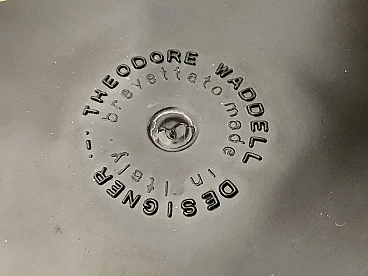 THEODORE WADDELL DESIGNER.-.
brevettato made in Italy